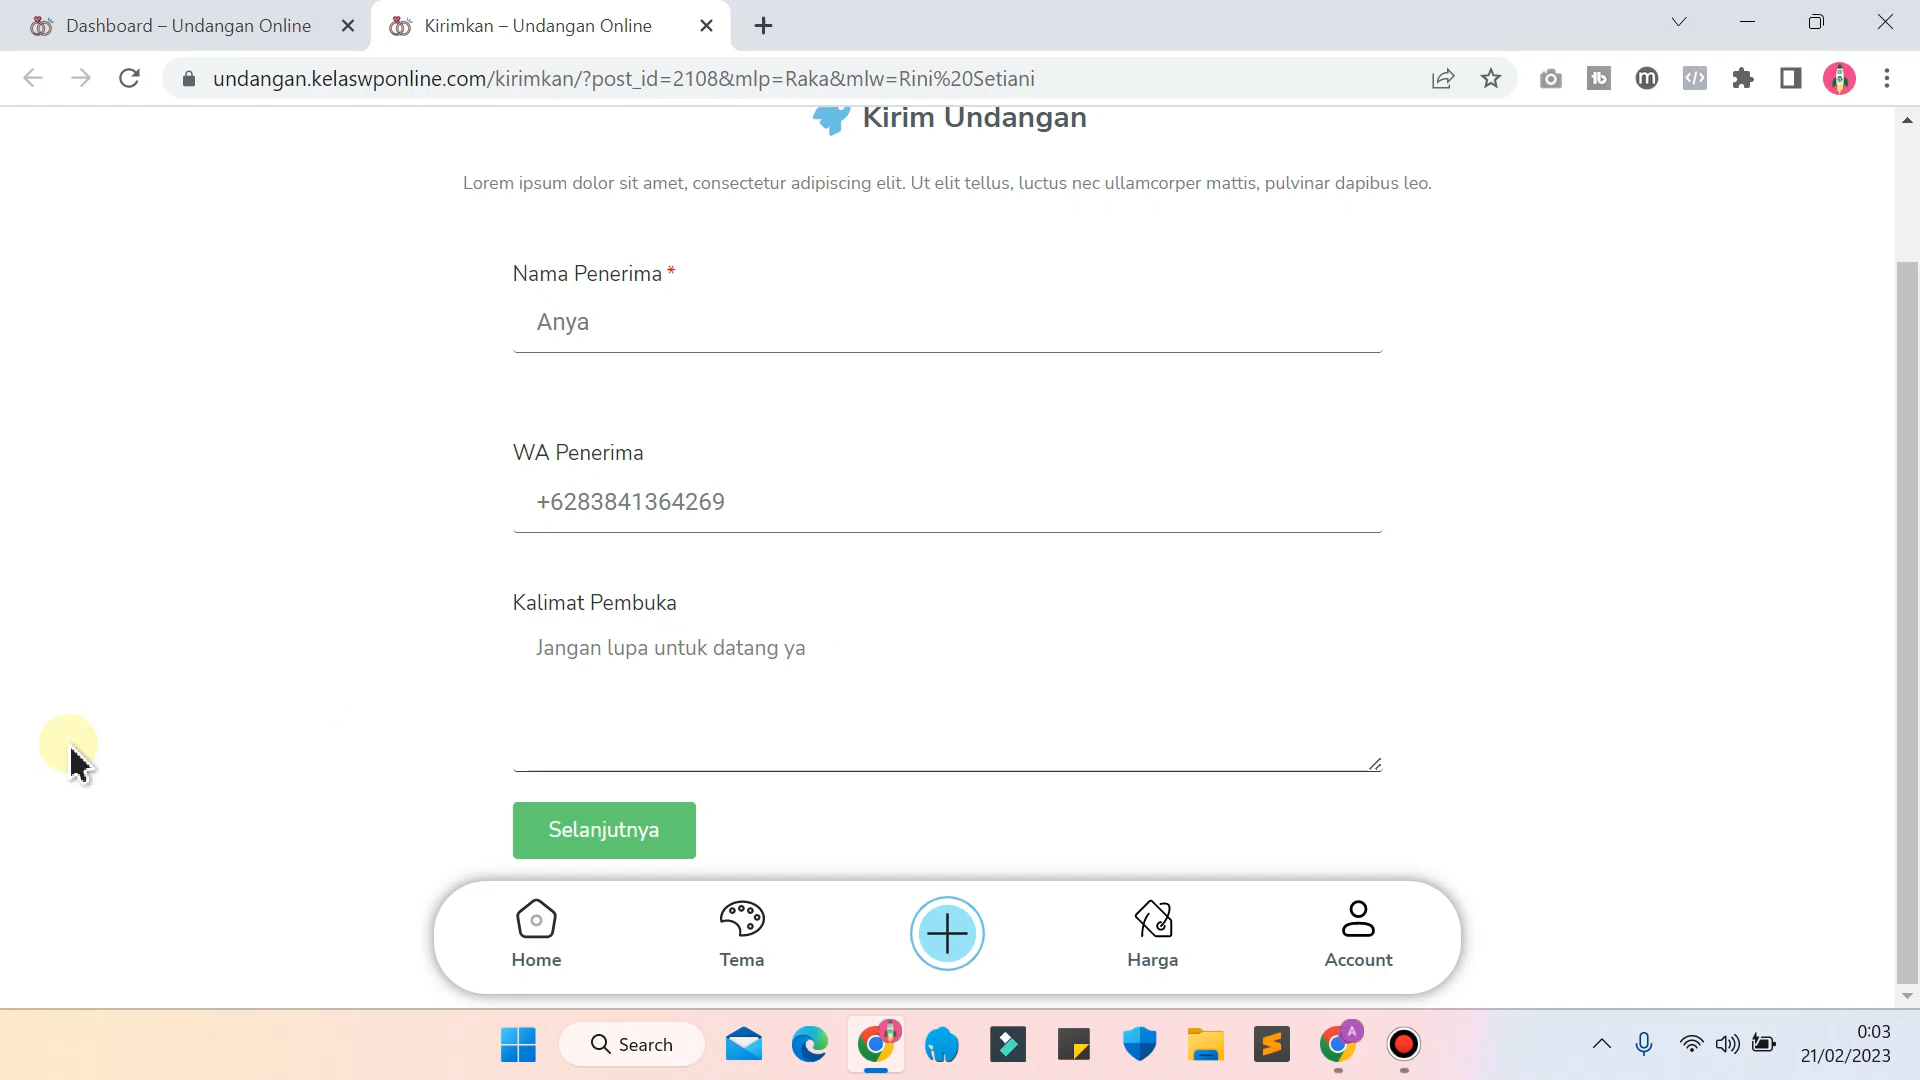 Dashboard – Undangan Online
Kirimkan – Undangan Online
undangan.kelaswponline.com/kirimkan/?post_id=2108&mlp=Raka&mlw=Rini%20Setiani
Kirim Undangan
Lorem ipsum dolor sit amet, consectetur adipiscing elit. Ut elit tellus, luctus nec ullamcorper mattis, pulvinar dapibus leo.
Nama Penerima *
Anya
WA Penerima
+6283841364269
Kalimat Pembuka
Jangan lupa untuk datang ya
Selanjutnya
Home
Tema
Harga
Account
Search
A
0:03
21/02/2023